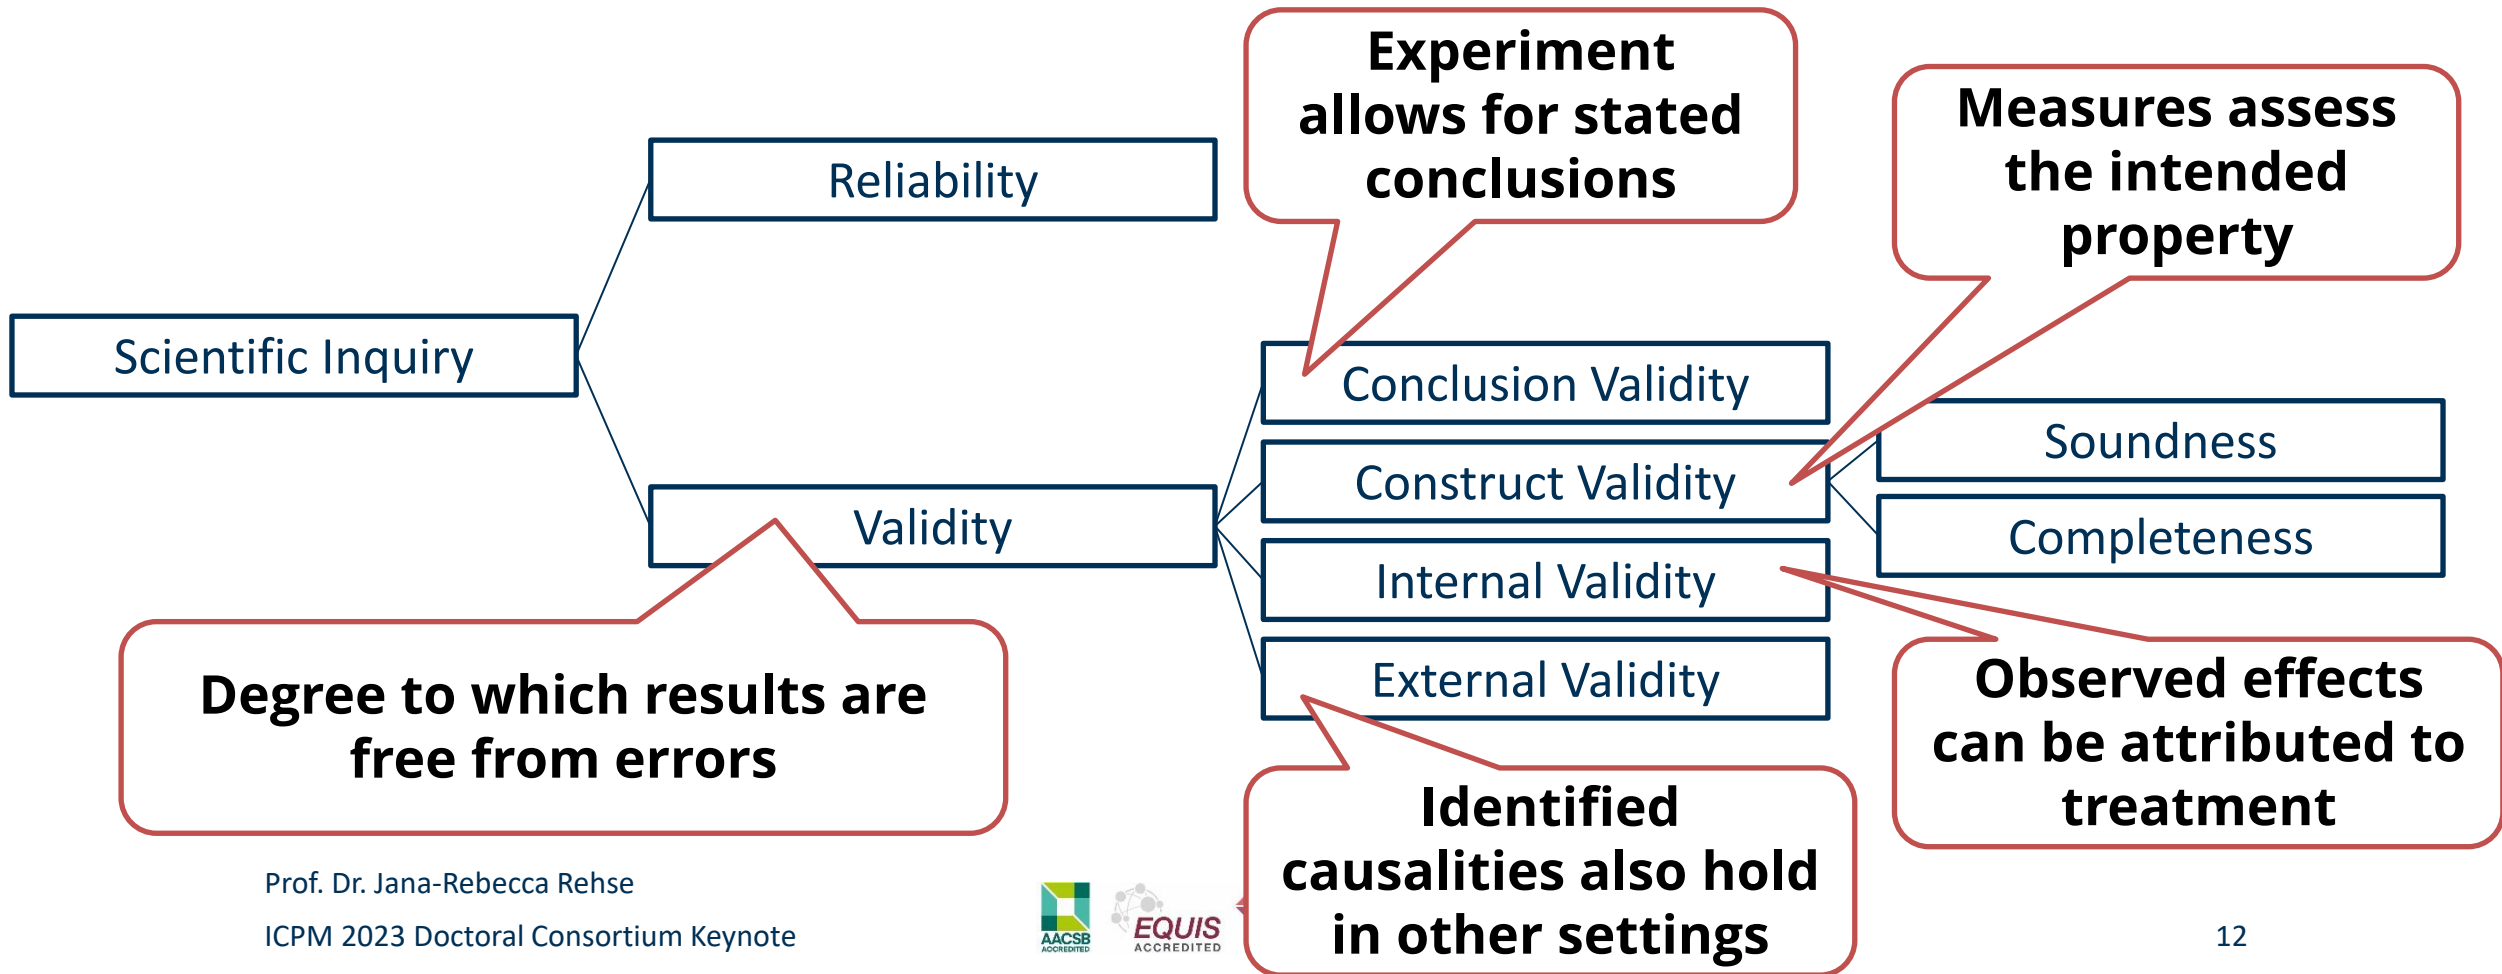 Experiment
allows for stated
conclusions
Measures assess
the intended
property
Reliability
Scientific Inquiry
Conclusion Validity
Construct Validity
Soundness
Validity
Completeness
Internal Validity
External Validity
Degree to which results are
free from errors
Observed effects
can be attributed to
treatment
Identified
causalities also hold
in other settings
Prof. Dr. Jana-Rebecca Rehse
ICPM 2023 Doctoral Consortium Keynote
AACSB
ACCREDITED
EQUIS
ACCREDITED
12